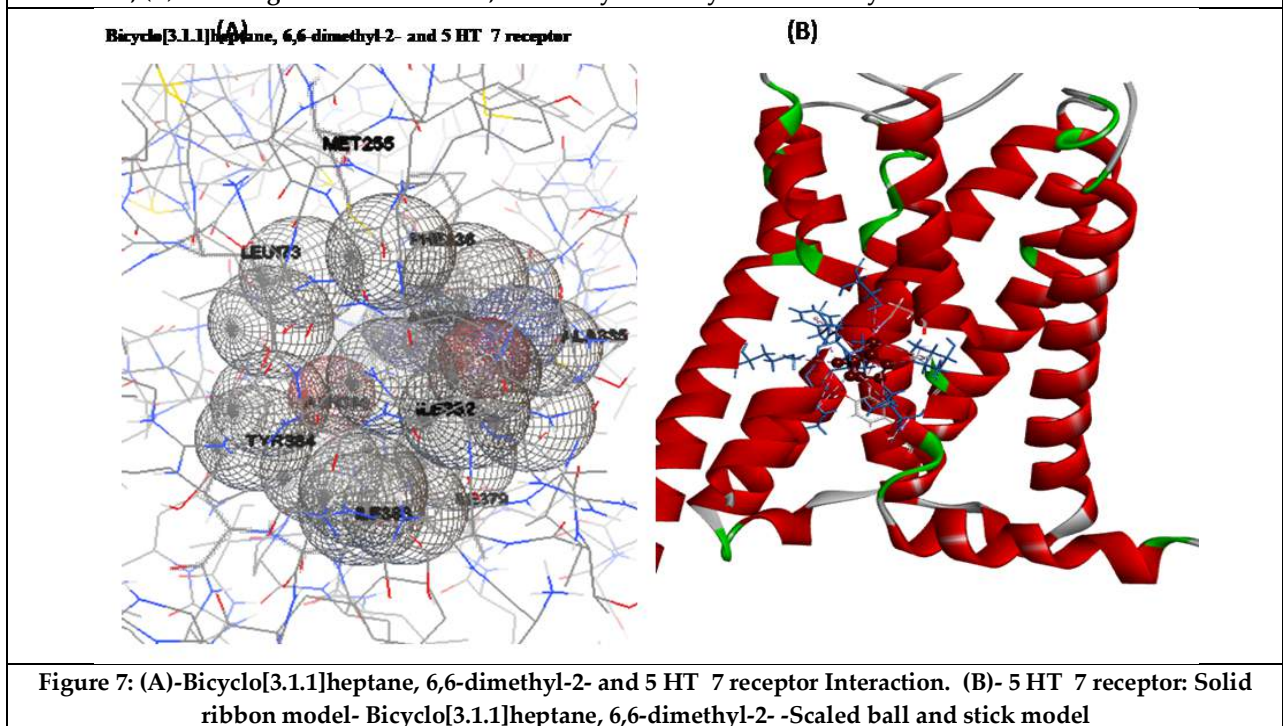 (A)
Bicyclo[3.1.1]heptane, 6,6-dimethyl-2- and 5 HT 7 receptor
(B)
MET255
LEU173
ALA335
ILE332
TYR384
Figure 7: (A)-Bicyclo[3.1.1]heptane, 6,6-dimethyl-2- and 5 HT 7 receptor Interaction. (B)- 5 HT 7 receptor: Solid
ribbon model- Bicyclo[3.1.1]heptane, 6,6-dimethyl-2- -Scaled ball and stick model